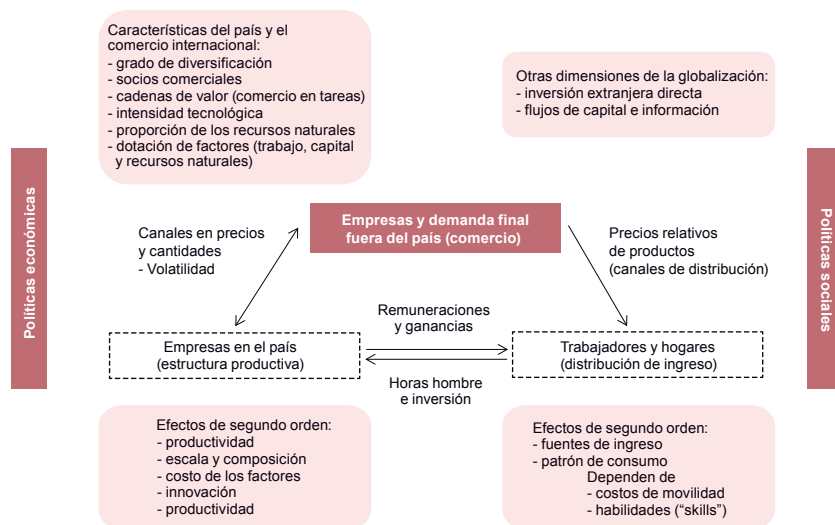 Características del país y el
comercio internacional:
- grado de diversificación
- socios comerciales
- cadenas de valor (comercio en tareas)
- intensidad tecnológica
- proporción de los recursos naturales
- dotación de factores (trabajo, capital
y recursos naturales)
Otras dimensiones de la globalización:
- inversión extranjera directa
- flujos de capital e información
Políticas económicas
Políticas sociales
Empresas y demanda final
fuera del país (comercio)
Canales en precios
y cantidades
- Volatilidad
Precios relativos
de productos
(canales de distribución)
Remuneraciones
y ganancias
Empresas en el país
(estructura productiva)
Trabajadores y hogares
(distribución de ingreso)
Horas hombre
e inversión
Efectos de segundo orden:
- productividad
- escala y composición
- costo de los factores
- innovación
- productividad
Efectos de segundo orden:
- fuentes de ingreso
- patrón de consumo
Dependen de
- costos de movilidad
- habilidades (“skills”)